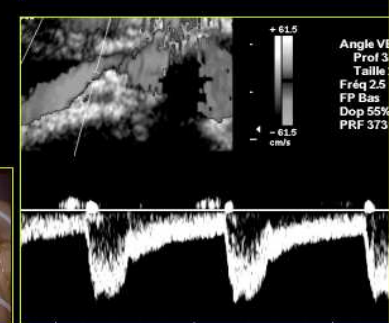 + 61.5
- 61.5
cm/s
Angle VE
Prof 3
Taille
Fréq 2.5
FP Bas
Dop 55%
PRF 373